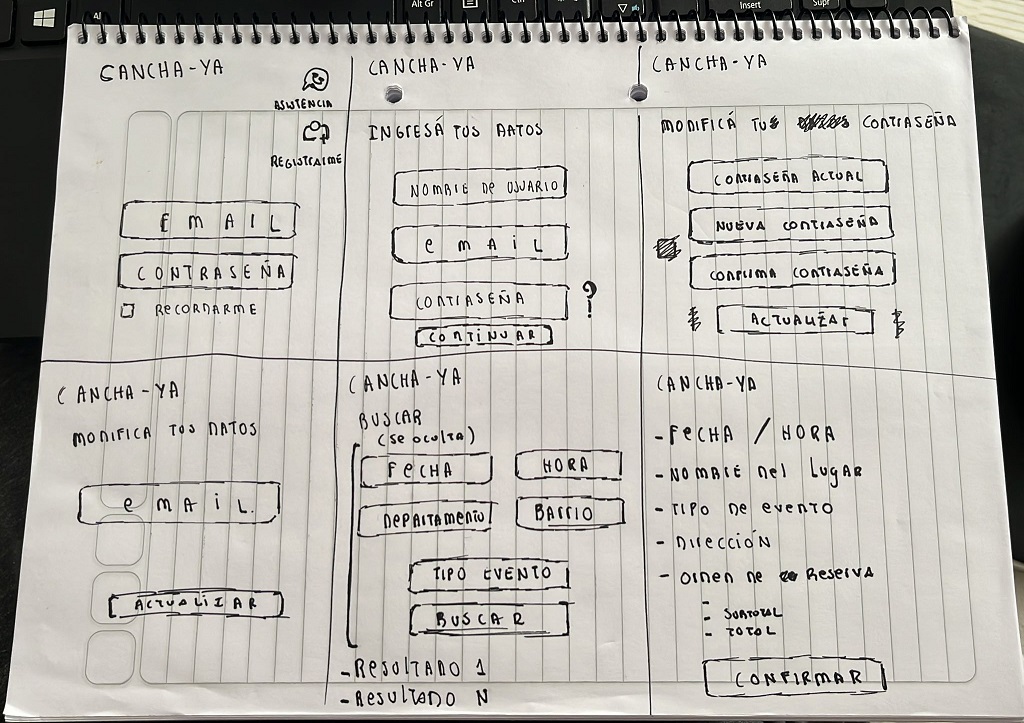 Alt Gr
Insert
Supr
CANCHA-YA
ASISTENCIA
REGISTRARME
EMAIL
CONTRASEÑA
RECORDARME
CANCHA-YA
INGRESÁ TUS DATOS
NOMBRE DE USUARIO
EMAIL
CONTRASEÑA ?
CONTINUAR
CANCHA-YA
MODIFICÁ TU CONTRASEÑA
CONTRASEÑA ACTUAL
NUEVA CONTRASEÑA
CONFIRMA CONTRASEÑA
ACTUALIZAR
CANCHA-YA
MODIFICA TUS DATOS
EMAIL.
ACTUALIZAR
CANCHA-YA
BUSCAR
(SE OCULTA)
FECHA HORA
DEPARTAMENTO BARRIO
TIPO EVENTO
BUSCAR
-RESULTADO 1
-RESULTADO N
CANCHA-YA
-FECHA / HORA
-NOMBRE DEL LUGAR
-TIPO DE EVENTO
-DIRECCIÓN
-ORDEN DE RESERVA
- SUBTOTAL
- TOTAL
CONFIRMAR